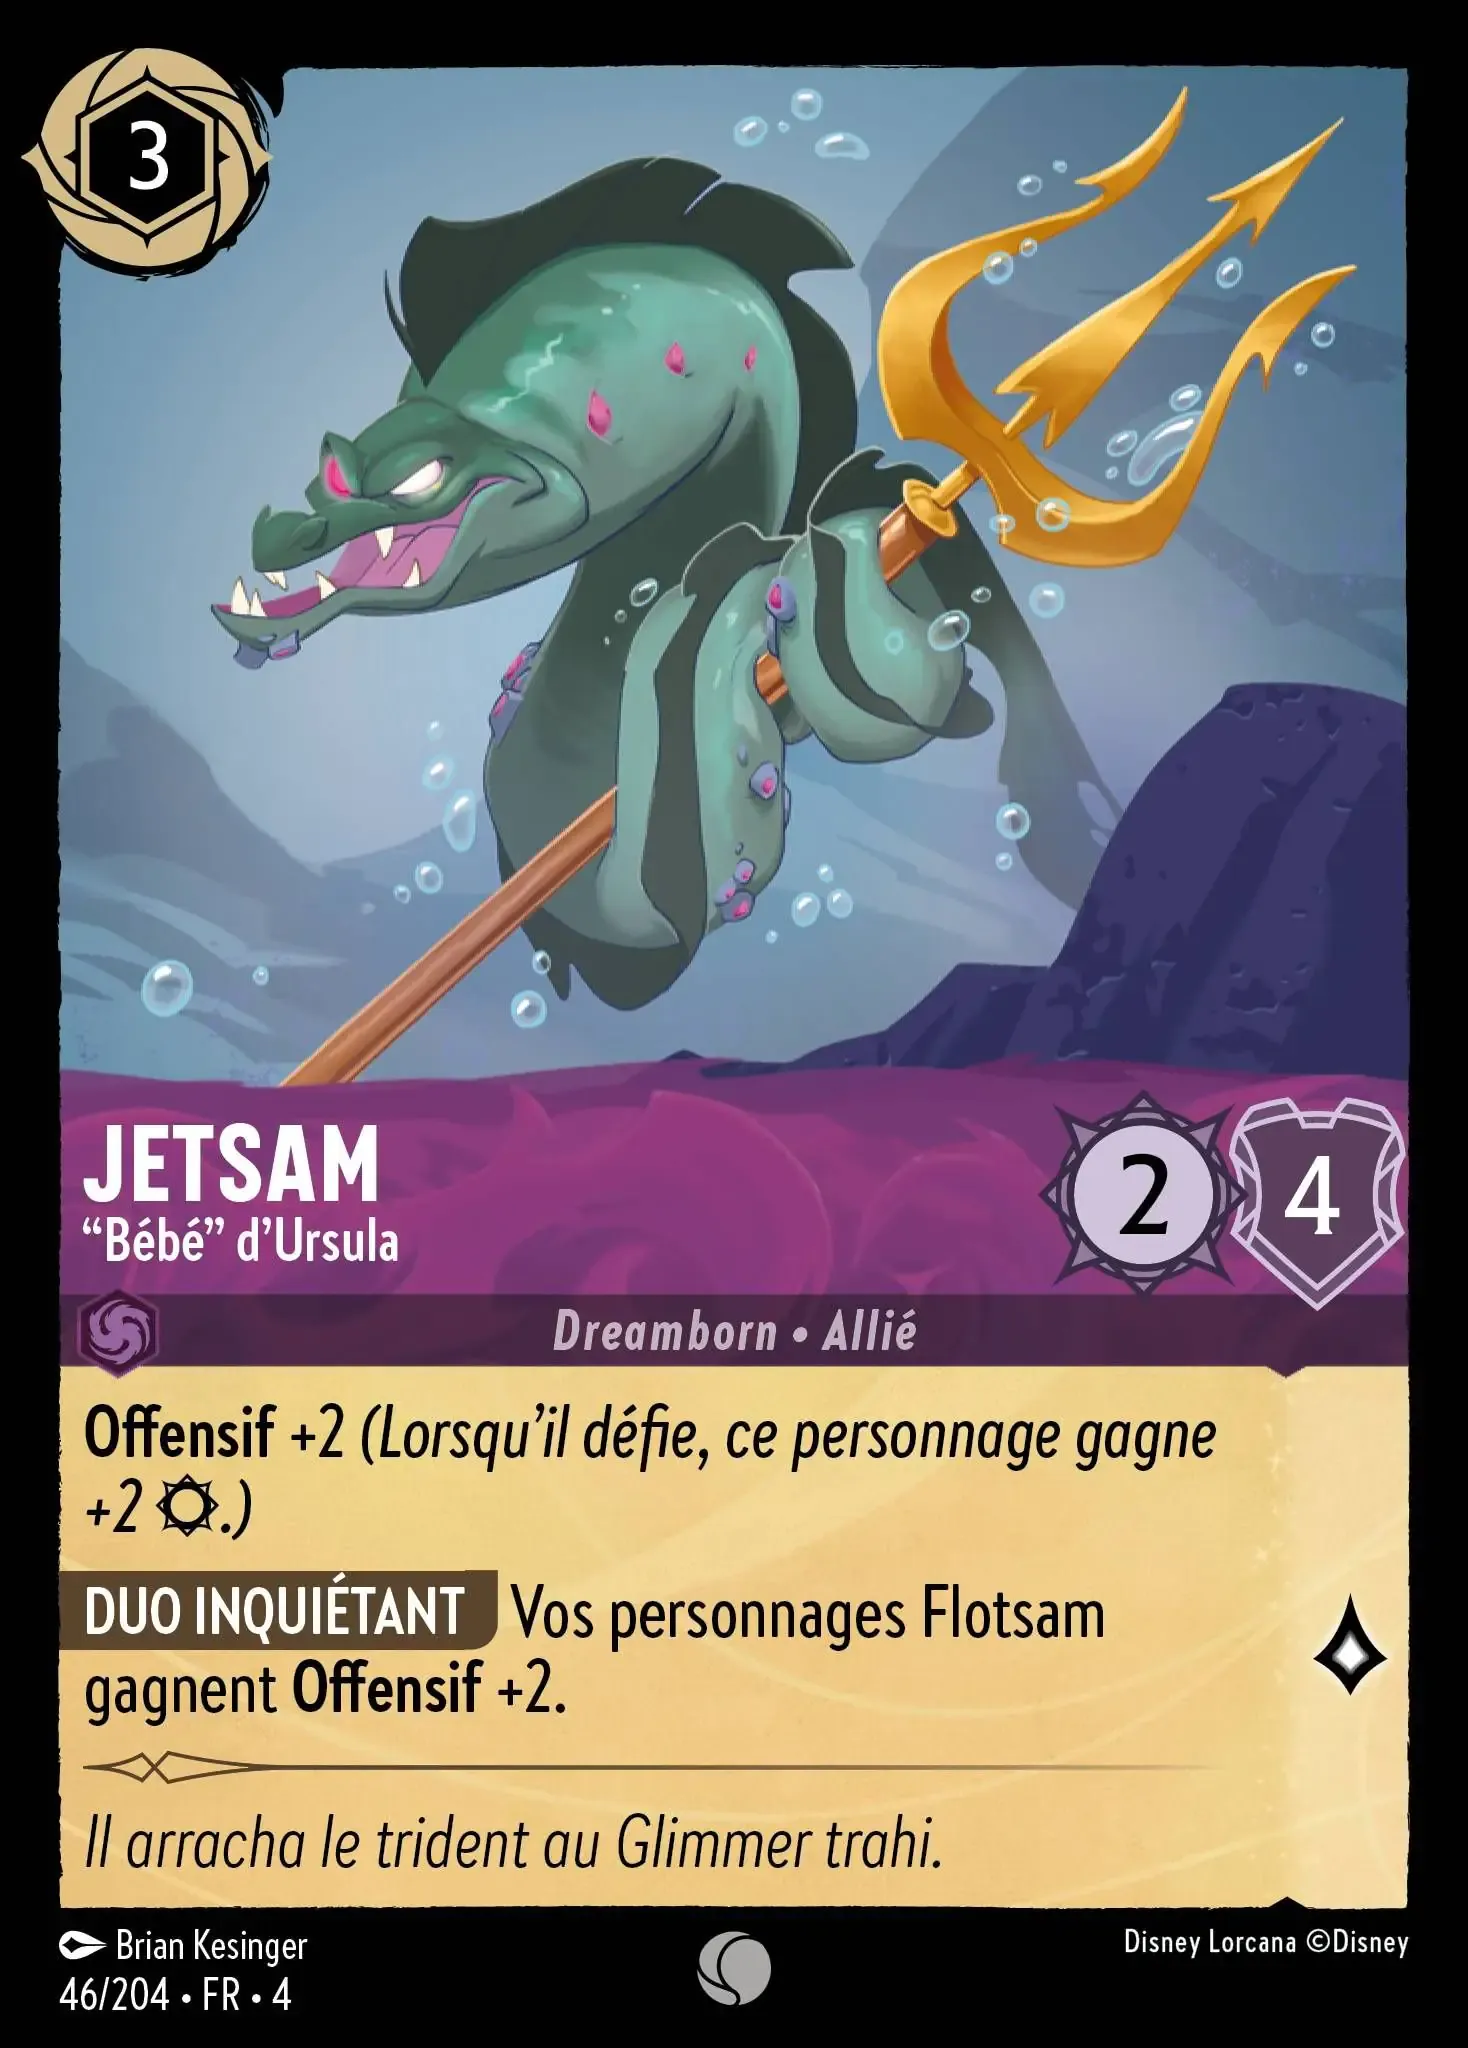 3
JETSAM
“Bébé” d’Ursula
2
4
Dreamborn • Allié
Offensif +2 (Lorsqu’il défie, ce personnage gagne
+2 .)
DUO INQUIÉTANT Vos personnages Flotsam
gagnent Offensif +2.
Il arracha le trident au Glimmer trahi.
Brian Kesinger
Disney Lorcana ©Disney
46/204 • FR • 4